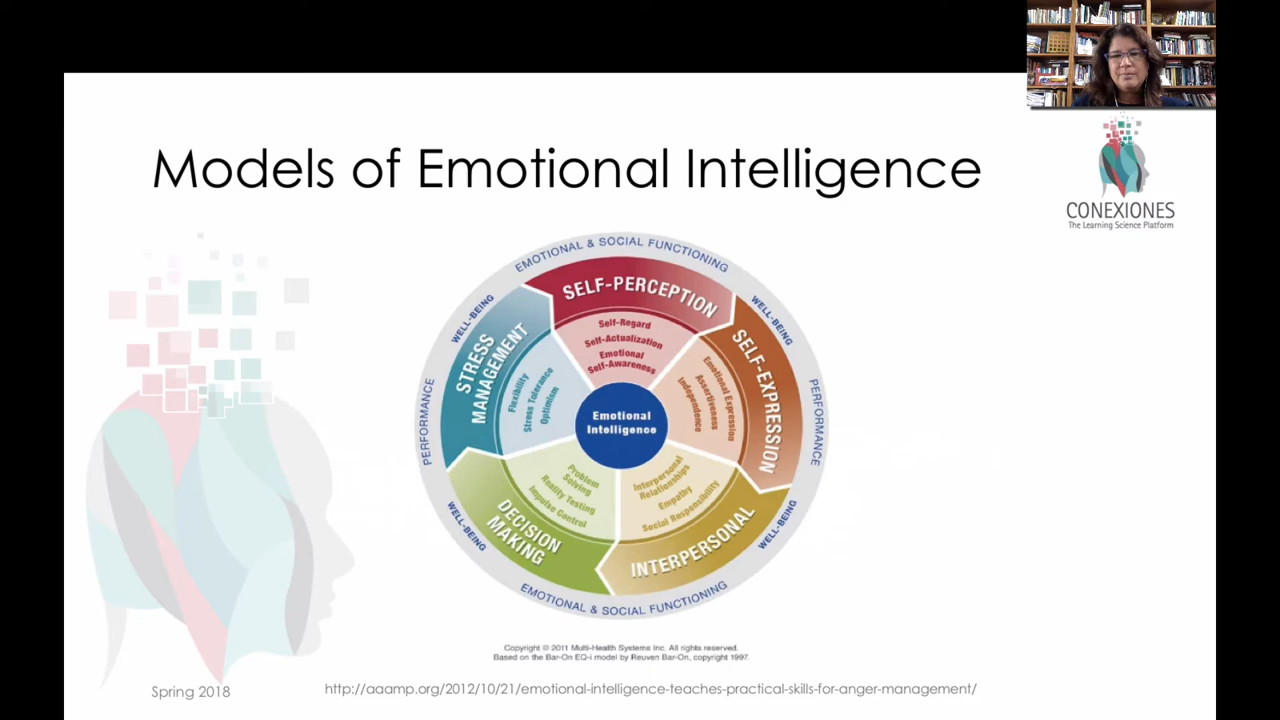 Models of Emotional Intelligence
CONEXIONES
The Learning Science Platform
EMOTIONAL & SOCIAL FUNCTIONING
WELL-BEING
PERFORMANCE
WELL-BEING
EMOTIONAL & SOCIAL FUNCTIONING
WELL-BEING
PERFORMANCE
WELL-BEING
SELF-PERCEPTION
Self-Regard
Self-Actualization
Emotional
Self-Awareness
SELF-EXPRESSION
Emotional Expression
Assertiveness
Independence
INTERPERSONAL
Interpersonal
Relationships
Empathy
Social Responsibility
DECISION
MAKING
Problem
Solving
Reality Testing
Impulse Control
STRESS
MANAGEMENT
Flexibility
Stress Tolerance
Optimism
Emotional
Intelligence
Copyright © 2011 Multi-Health Systems Inc. All rights reserved.
Based on the Bar-On EQ-i model by Reuven Bar-On, copyright 1997.
Spring 2018
http://aaamp.org/2012/10/21/emotional-intelligence-teaches-practical-skills-for-anger-management/